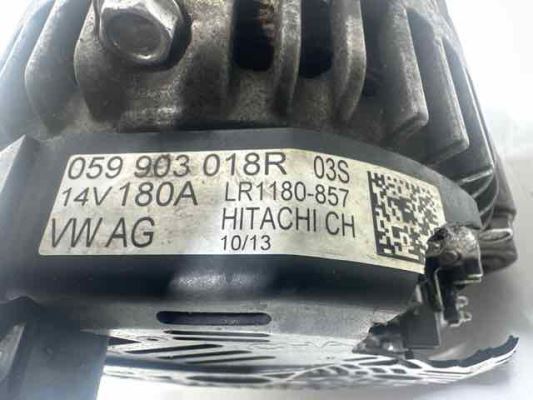 059 903 018R 03S
14V 180A LR1180-857
VW AG HITACHI CH
10/13